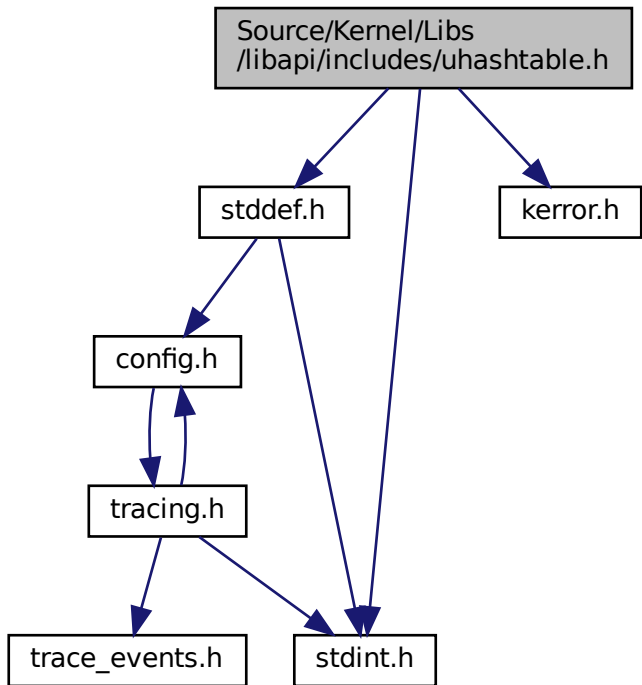 Source/Kernel/Libs
/libapi/includes/uhashtable.h
stddef.h
kerror.h
config.h
tracing.h
trace_events.h
stdint.h